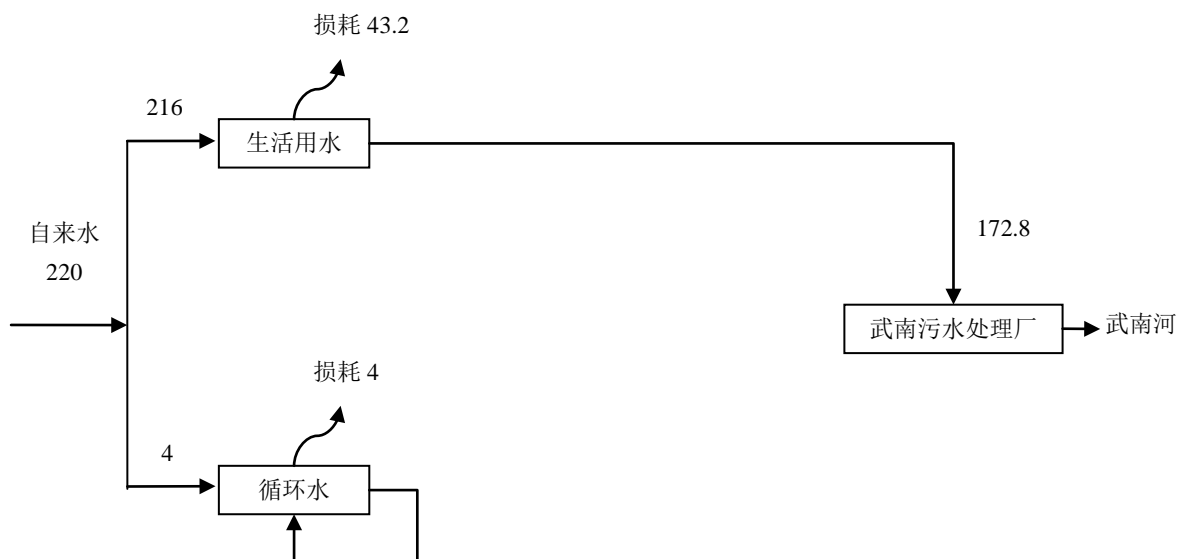 损耗 43.2
216
生活用水
自来水
220
172.8
武南污水处理厂
武南河
损耗 4
4
循环水